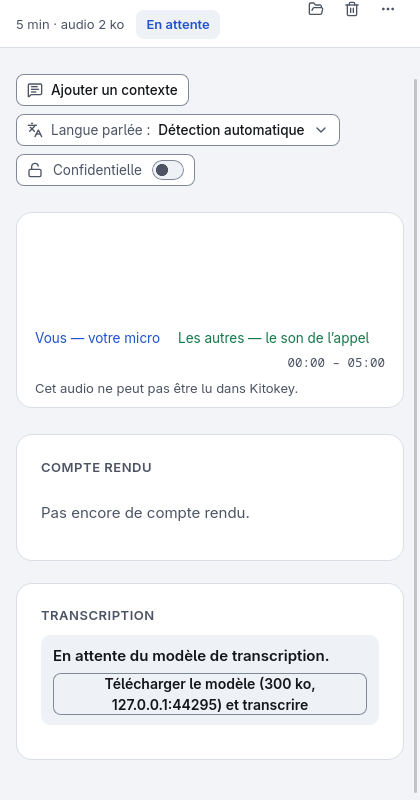 5 min · audio 2 ko
En attente
Ajouter un contexte
Langue parlée : Détection automatique
Confidentielle
Vous — votre micro
Les autres — le son de l’appel
00:00 – 05:00
Cet audio ne peut pas être lu dans Kitokey.
COMPTE RENDU
Pas encore de compte rendu.
TRANSCRIPTION
En attente du modèle de transcription.
Télécharger le modèle (300 ko,
127.0.0.1:44295) et transcrire